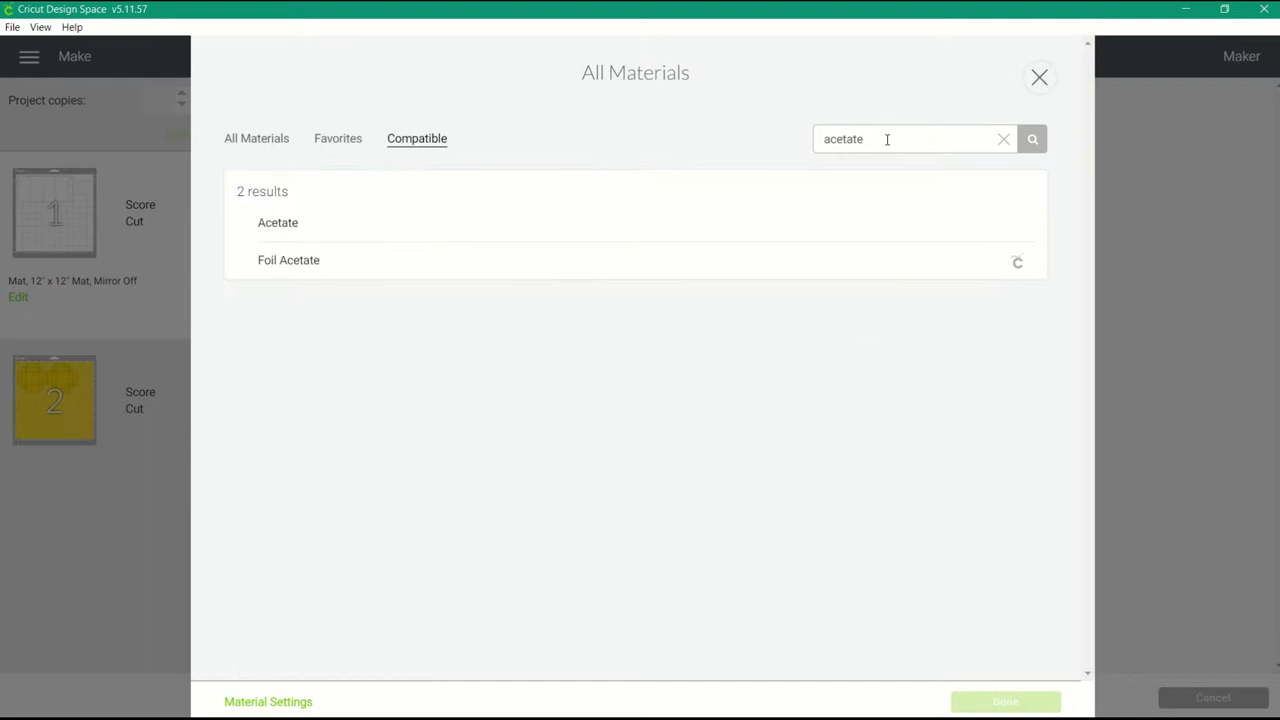 Cricut Design Space v5.11.57
File View Help
Make
Maker
Project copies:
All Materials
All Materials Favorites Compatible
acetate
2 results
Acetate
Foil Acetate
1
Score
Cut
Mat, 12" x 12" Mat, Mirror Off
Edit
2
Score
Cut
Material Settings
Done
Cancel